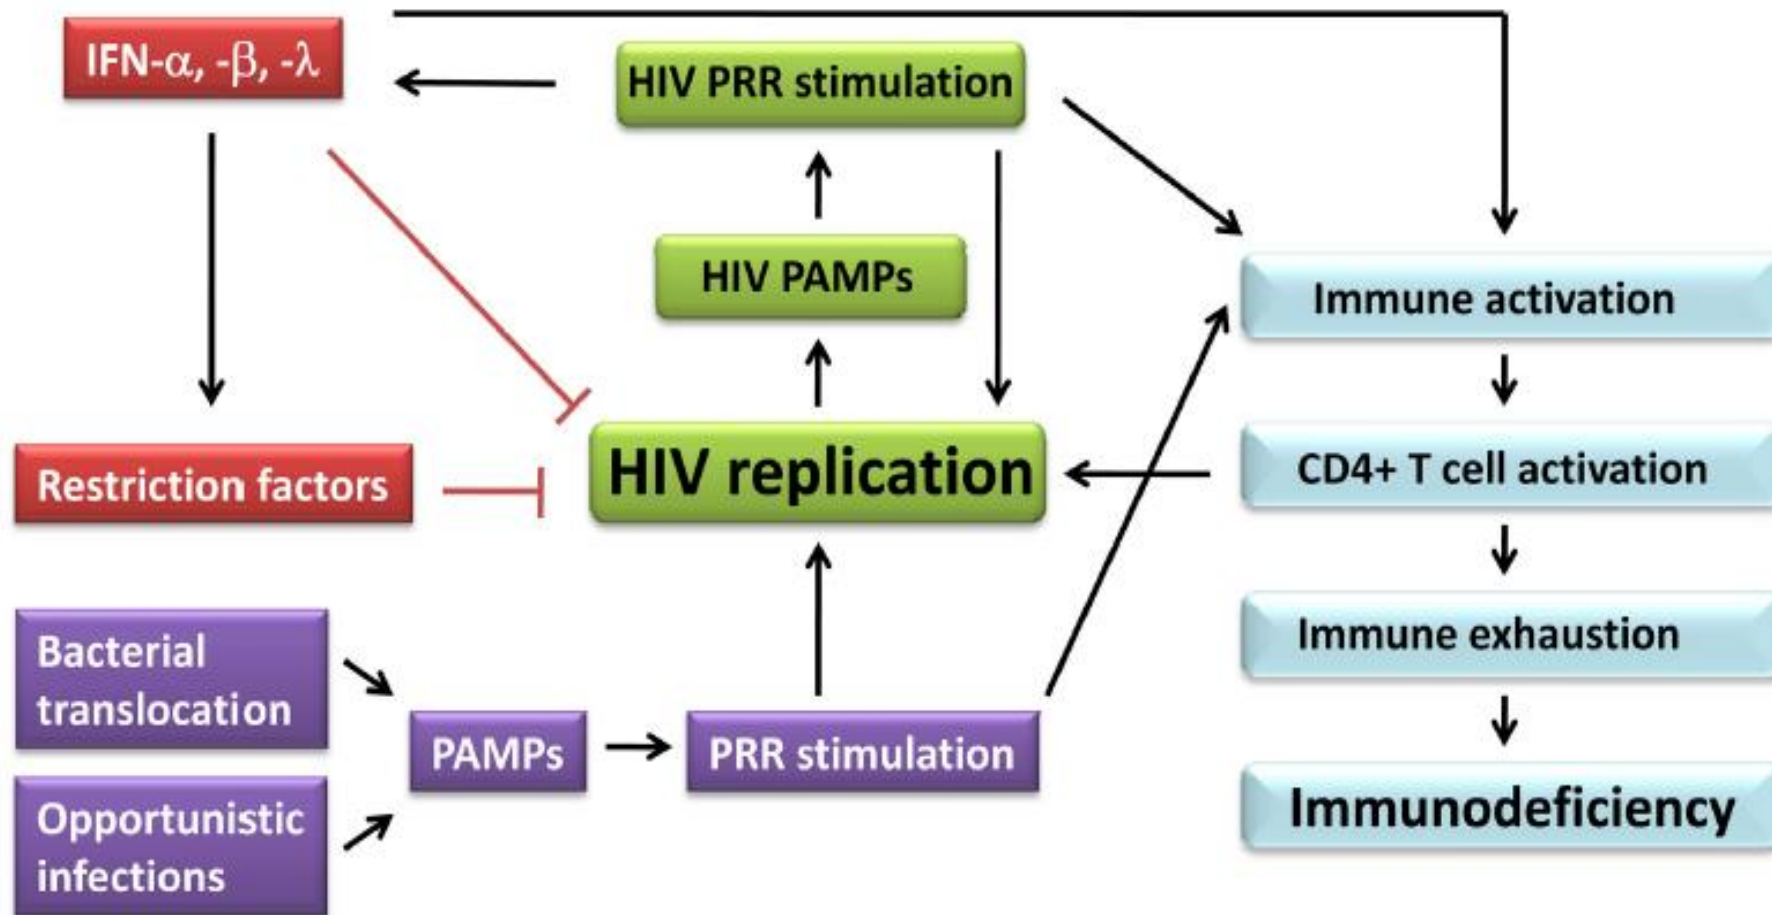 IFN-α, -β, -λ
HIV PRR stimulation
HIV PAMPs
Immune activation
Restriction factors
HIV replication
CD4+ T cell activation
Bacterial
translocation
Immune exhaustion
PAMPs
PRR stimulation
Opportunistic
infections
Immunodeficiency